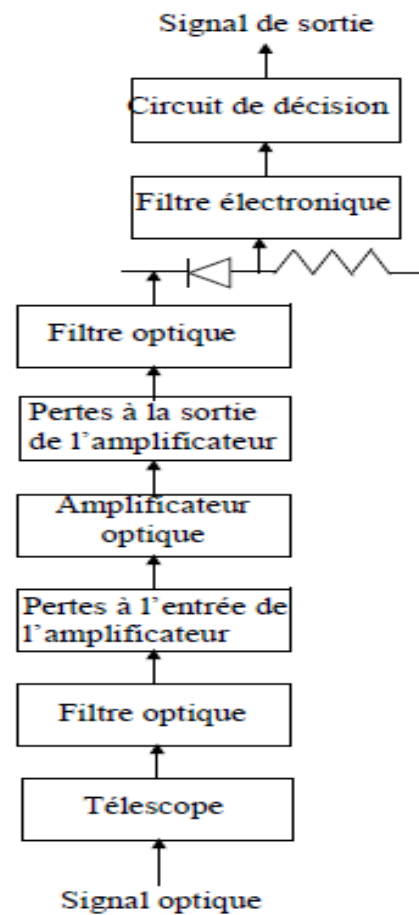 Signal de sortie
Circuit de décision
Filtre électronique
Filtre optique
Pertes à la sortie
de l'amplificateur
Amplificateur
optique
Pertes à l'entrée de
l'amplificateur
Filtre optique
Télescope
Signal optique